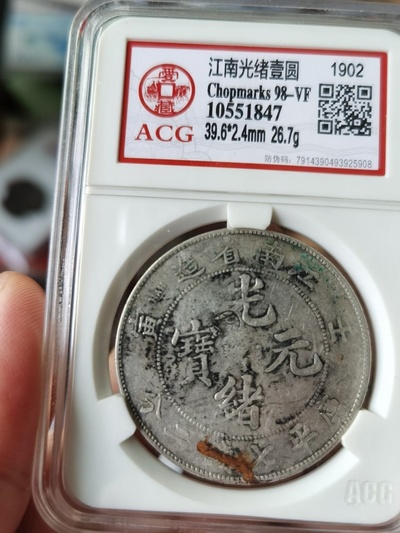 江南光绪壹圆
1902
Chopmarks 98-VF
10551847
ACG
39.6*2.4mm 26.7g
防伪码: 7914390493925908
造省南江
光
寶 元
緒
ACG